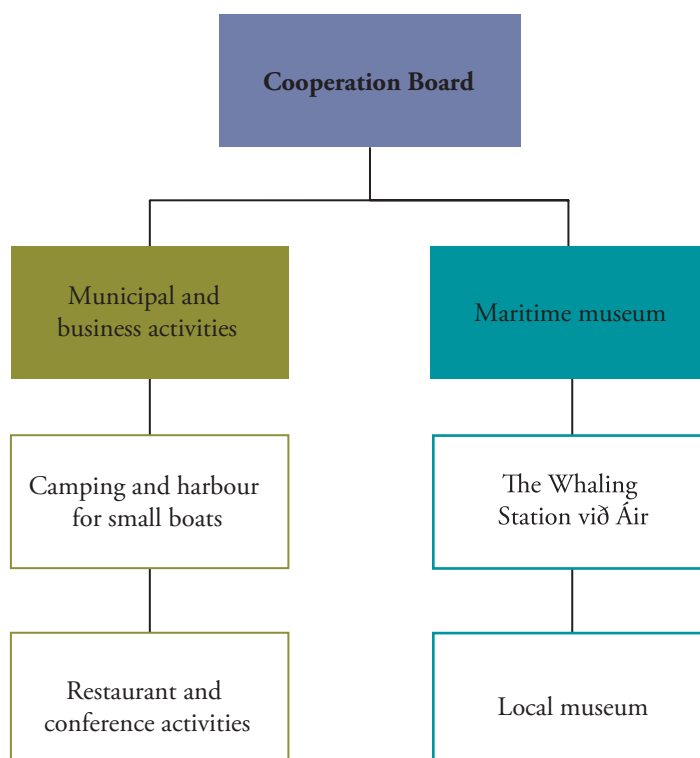 Cooperation Board
Municipal and
business activities
Maritime museum
Camping and harbour
for small boats
The Whaling
Station við Áir
Restaurant and
conference activities
Local museum